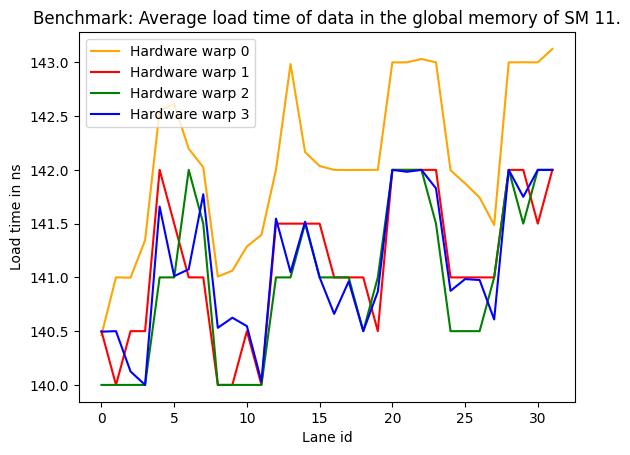 Benchmark: Average load time of data in the global memory of SM 11.
Hardware warp 0
Hardware warp 1
Hardware warp 2
Hardware warp 3
143.0
142.5
142.0
141.5
141.0
140.5
140.0
Load time in ns
0 5 10 15 20 25 30
Lane id